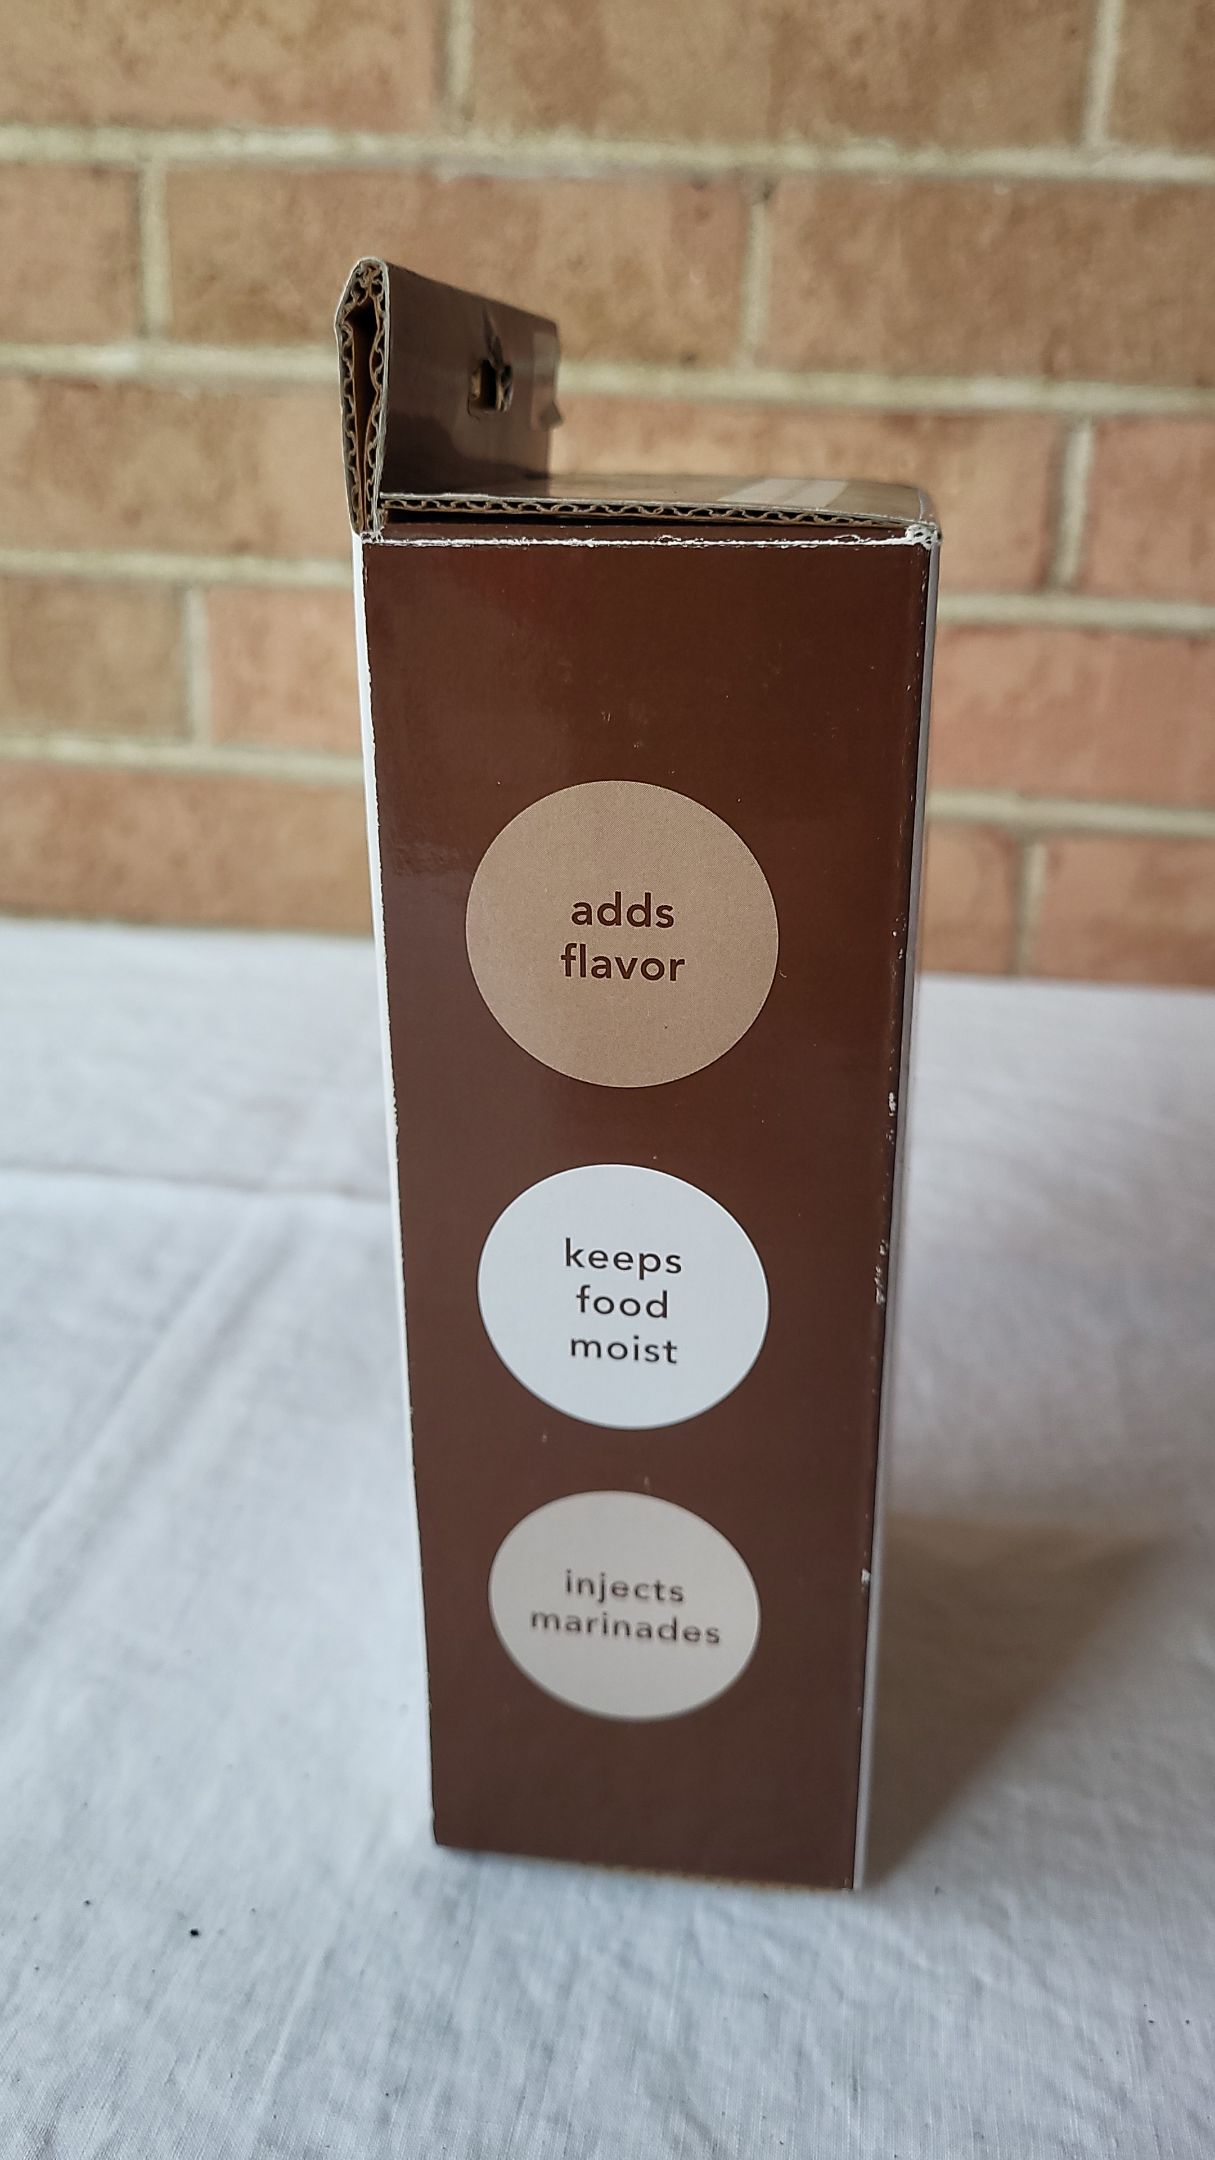 adds
flavor
keeps
food
moist
injects
marinades